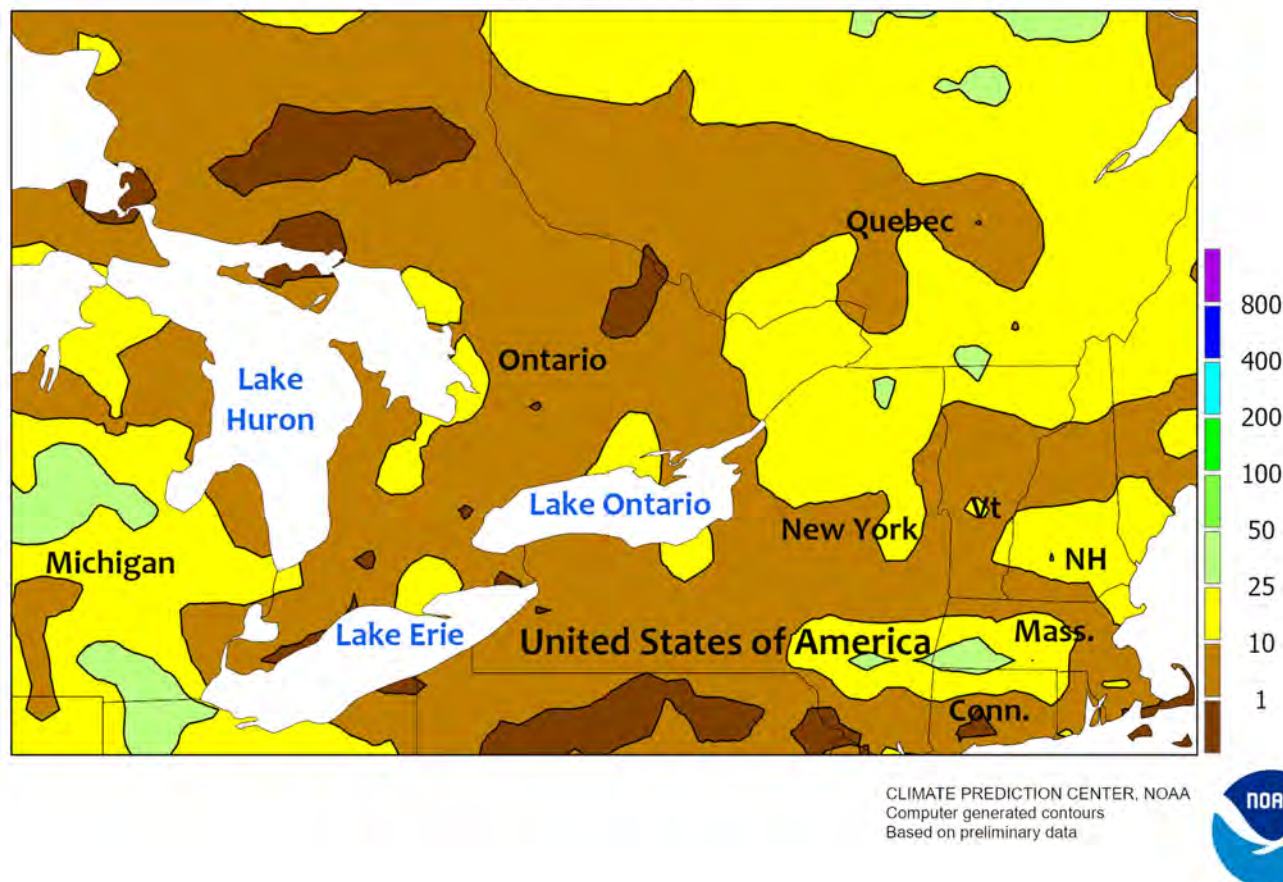 Quebec
Ontario
Lake
Huron
Lake Ontario
Vt
New York
NH
Michigan
Lake Erie
United States of America
Mass.
Conn.
800
400
200
100
50
25
10
1
CLIMATE PREDICTION CENTER, NOAA
Computer generated contours
Based on preliminary data